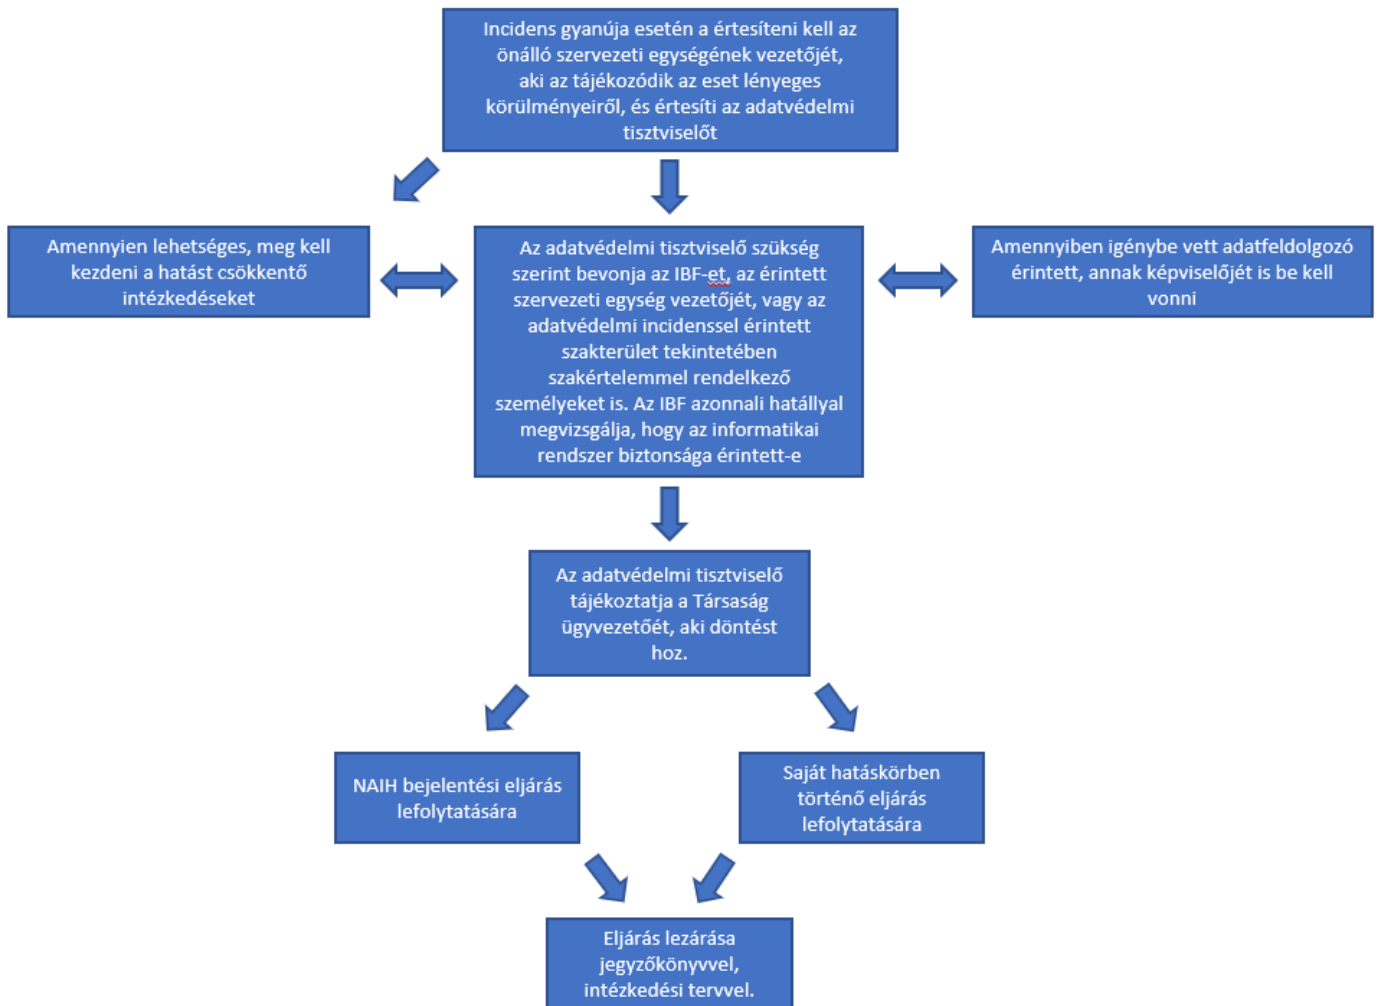 Incidens gyanúja esetén a értesíteni kell az
önálló szervezeti egységének vezetőjét,
aki az tájékozódik az eset lényeges
körülményeiről, és értesíti az adatvédelmi
tisztviselőt
Amennyien lehetséges, meg kell
kezdeni a hatást csökkentő
intézkedéseket
Az adatvédelmi tisztviselő szükség
szerint bevonja az IBF-et, az érintett
szervezeti egység vezetőjét, vagy az
adatvédelmi incidenssel érintett
szakterület tekintetében
szakértelemmel rendelkező
személyeket is. Az IBF azonnali hatállyal
megvizsgálja, hogy az informatikai
rendszer biztonsága érintett-e
Amennyiben igénybe vett adatfeldolgozó
érintett, annak képviselőjét is be kell
vonni
Az adatvédelmi tisztviselő
tájékoztatja a Társaság
ügyvezetőét, aki döntést
hoz.
NAIH bejelentési eljárás
lefolytatására
Saját hatáskörben
történő eljárás
lefolytatására
Eljárás lezárása
jegyzőkönyvvel,
intézkedési tervvel.